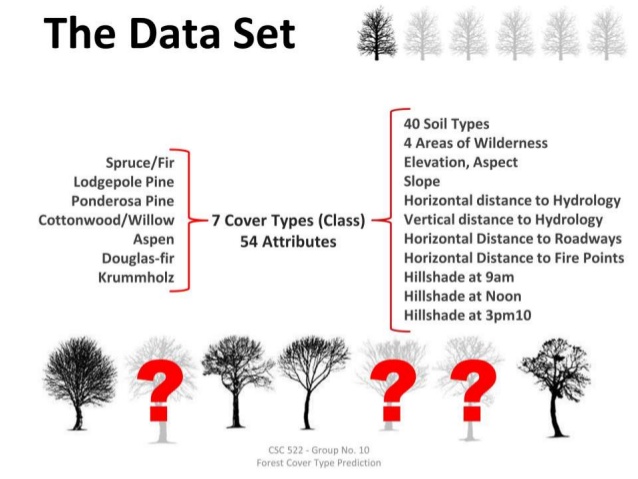 The Data Set
Spruce/Fir
Lodgepole Pine
Ponderosa Pine
Cottonwood/Willow
Aspen
Douglas-fir
Krummholz
7 Cover Types (Class)
54 Attributes
40 Soil Types
4 Areas of Wilderness
Elevation, Aspect
Slope
Horizontal distance to Hydrology
Vertical distance to Hydrology
Horizontal Distance to Roadways
Horizontal Distance to Fire Points
Hillshade at 9am
Hillshade at Noon
Hillshade at 3pm10
? ? ?
CSC 522 - Group No. 10
Forest Cover Type Prediction